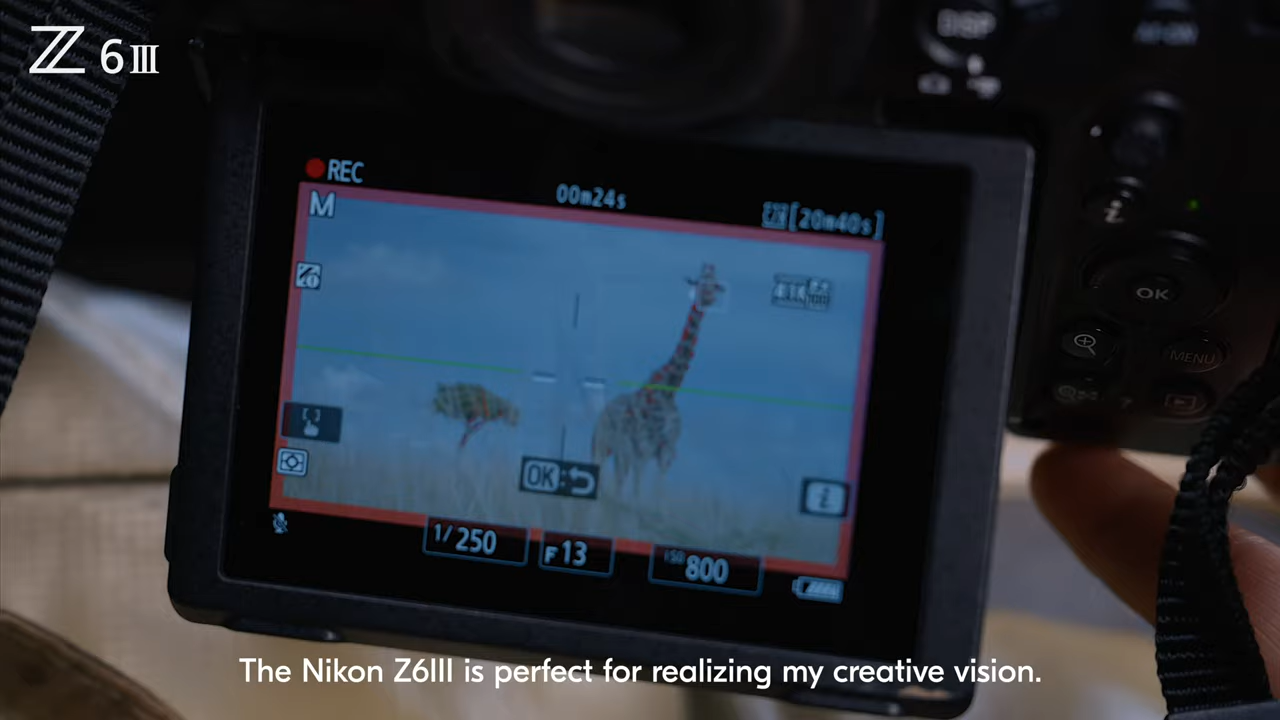 Z 6III
DISP
REC
00m24s
[20m40s]
M
OK
MENU
OK
i
1/250
F13
ISO 800
The Nikon Z6III is perfect for realizing my creative vision.